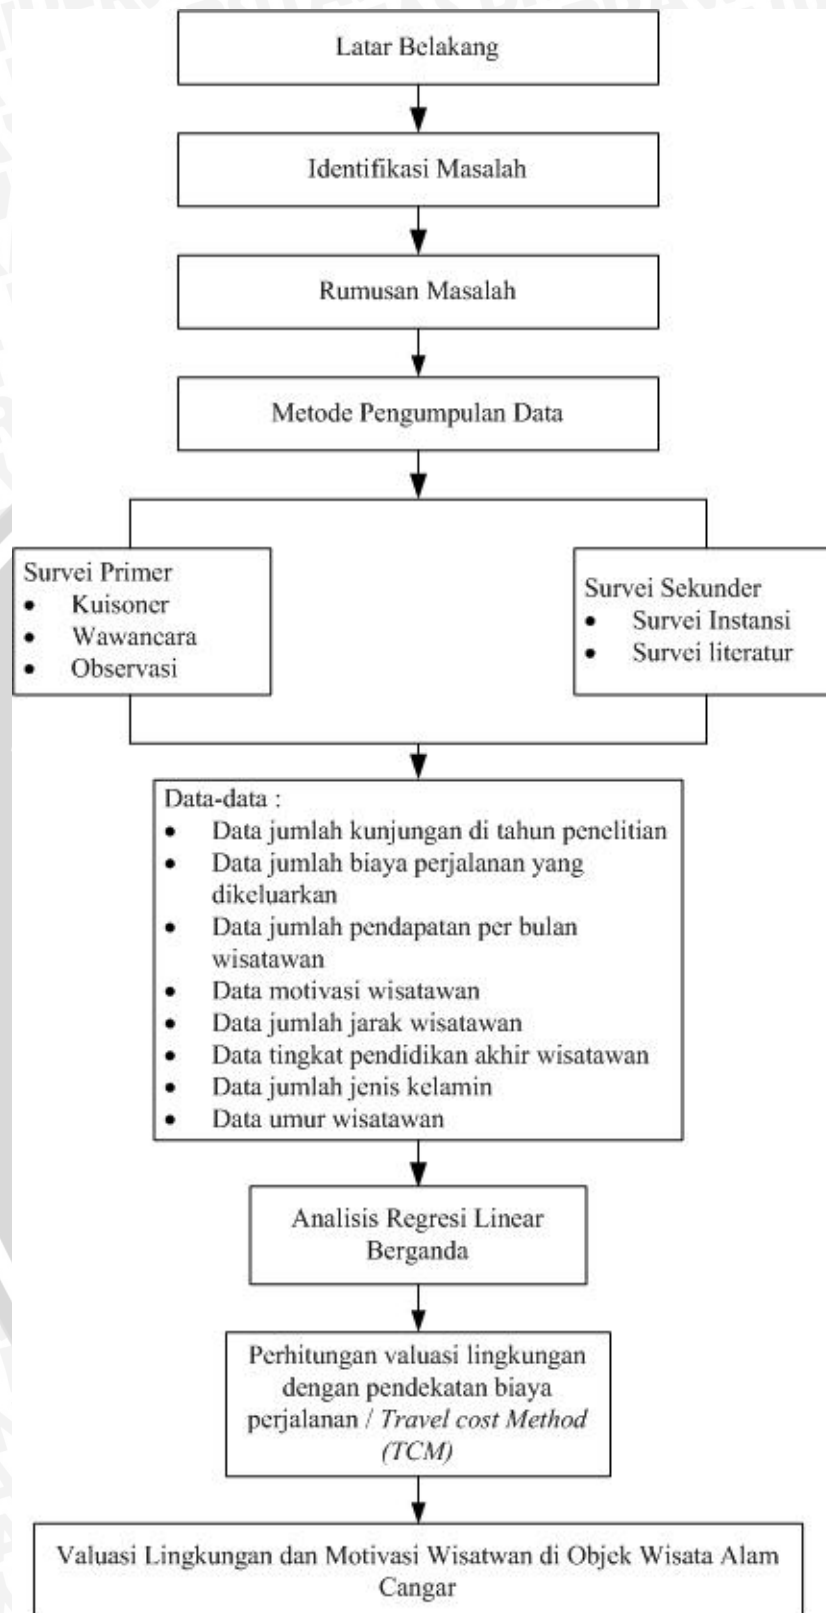 Latar Belakang
Identifikasi Masalah
Rumusan Masalah
Metode Pengumpulan Data
Survei Primer
• Kuisoner
• Wawancara
• Observasi
Survei Sekunder
• Survei Instansi
• Survei literatur
Data-data :
• Data jumlah kunjungan di tahun penelitian
• Data jumlah biaya perjalanan yang
dikeluarkan
• Data jumlah pendapatan per bulan
wisatawan
• Data motivasi wisatawan
• Data jumlah jarak wisatawan
• Data tingkat pendidikan akhir wisatawan
• Data jumlah jenis kelamin
• Data umur wisatawan
Analisis Regresi Linear
Berganda
Perhitungan valuasi lingkungan
dengan pendekatan biaya
perjalanan / Travel cost Method
(TCM)
Valuasi Lingkungan dan Motivasi Wisatwan di Objek Wisata Alam
Cangar